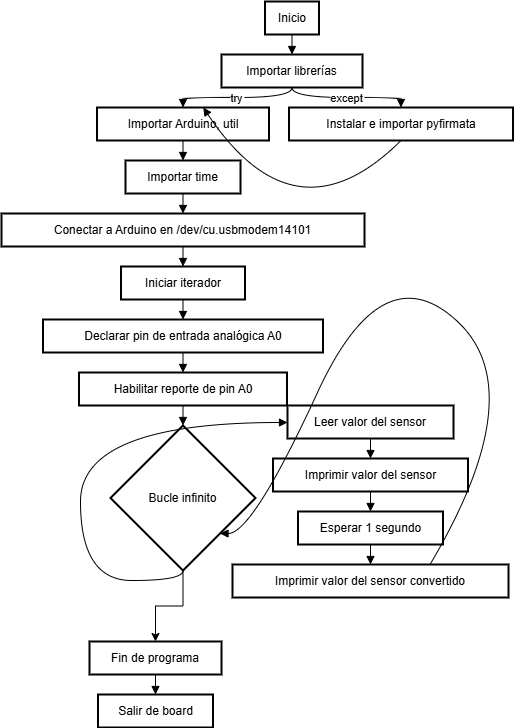 Inicio
Importar librerías
try
except
Importar Arduino, util
Instalar e importar pyfirmata
Importar time
Conectar a Arduino en /dev/cu.usbmodem14101
Iniciar iterador
Declarar pin de entrada analógica A0
Habilitar reporte de pin A0
Leer valor del sensor
Imprimir valor del sensor
Bucle infinito
Esperar 1 segundo
Imprimir valor del sensor convertido
Fin de programa
Salir de board